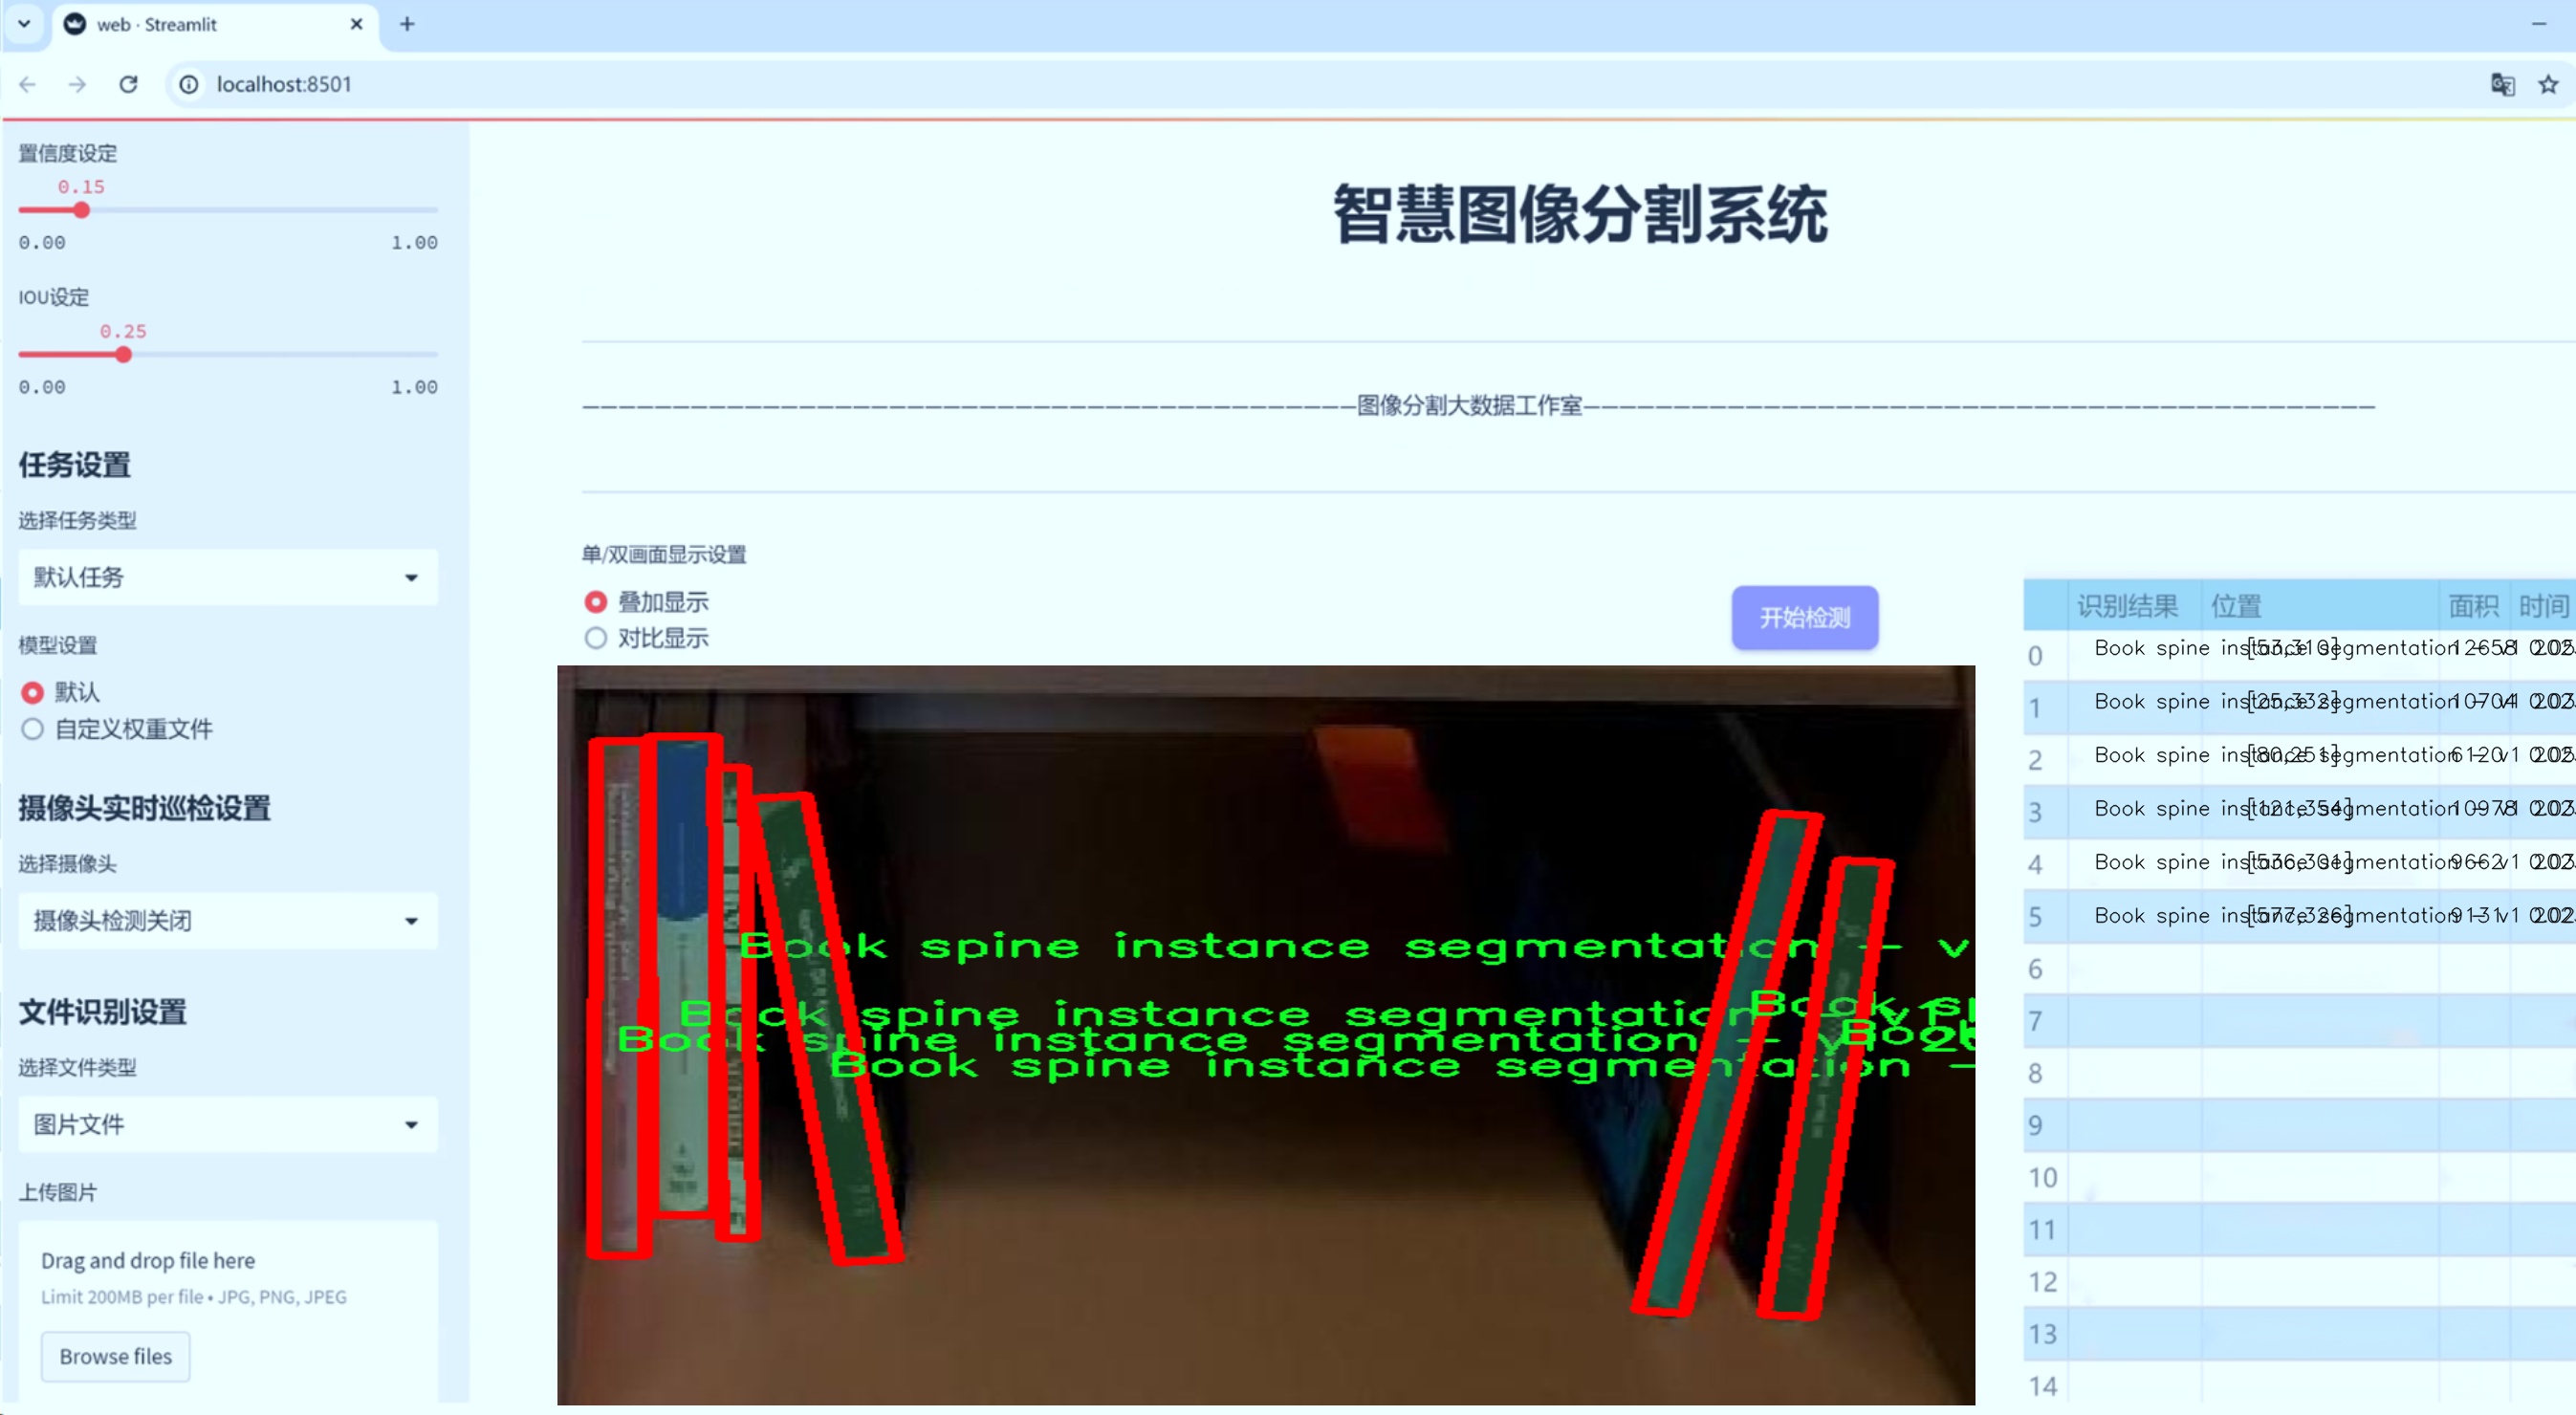 web · Streamlit
localhost:8501
置信度设定
0.15
0.00 1.00
IOU设定
0.25
0.00 1.00
任务设置
选择任务类型
默认任务
模型设置
默认
自定义权重文件
摄像头实时巡检设置
选择摄像头
摄像头检测关闭
文件识别设置
选择文件类型
图片文件
上传图片
Drag and drop file here
Limit 200MB per file • JPG, PNG, JPEG
Browse files
智慧图像分割系统
图像分割大数据工作室
单/双画面显示设置
叠加显示
对比显示
开始检测
Book spine instance segmentation - v
Book spine instance segmentation
Book
Book spine instance segmentation -
Book
Book spine instance segmentation -
识别结果 位置 面积 时间
0 Book spine instance segmentation - v1 [53,310] 12658
1 Book spine instance segmentation [25,332] 10704
2 Book spine instance segmentation - v1 [80,251] 6120
3 Book spine instance segmentation [121,354] 10978
4 Book spine instance segmentation - v1 [536,301] 9662
5 Book spine instance segmentation - v1 [577,326] 9131
6
7
8
9
10
11
12
13
14